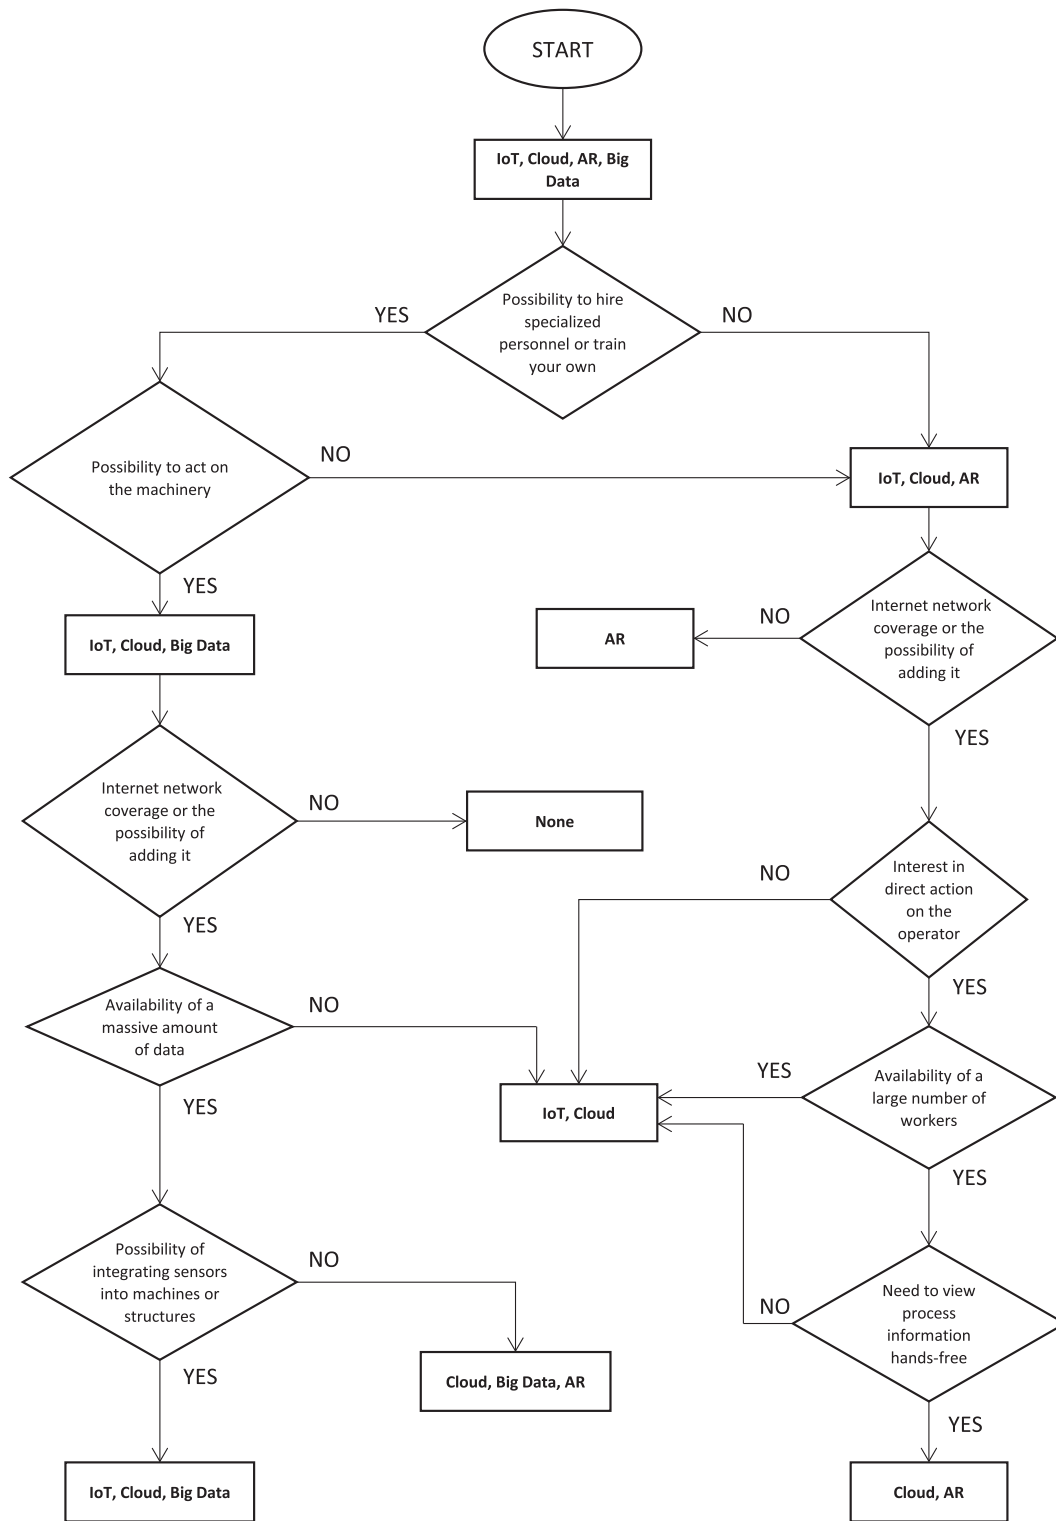 START
IoT, Cloud, AR, Big
Data
Possibility to hire
specialized
personnel or train
your own
YES
NO
Possibility to act on
the machinery
NO
IoT, Cloud, AR
YES
IoT, Cloud, Big Data
AR
NO
Internet network
coverage or the
possibility of
adding it
YES
Internet network
coverage or the
possibility of
adding it
NO
None
YES
Interest in
direct action
on the
operator
NO
YES
Availability of a
massive amount
of data
NO
YES
IoT, Cloud
YES
Availability of a
large number of
workers
YES
Possibility of
integrating sensors
into machines or
structures
NO
Cloud, Big Data, AR
YES
NO
Need to view
process
information
hands-free
YES
IoT, Cloud, Big Data
Cloud, AR